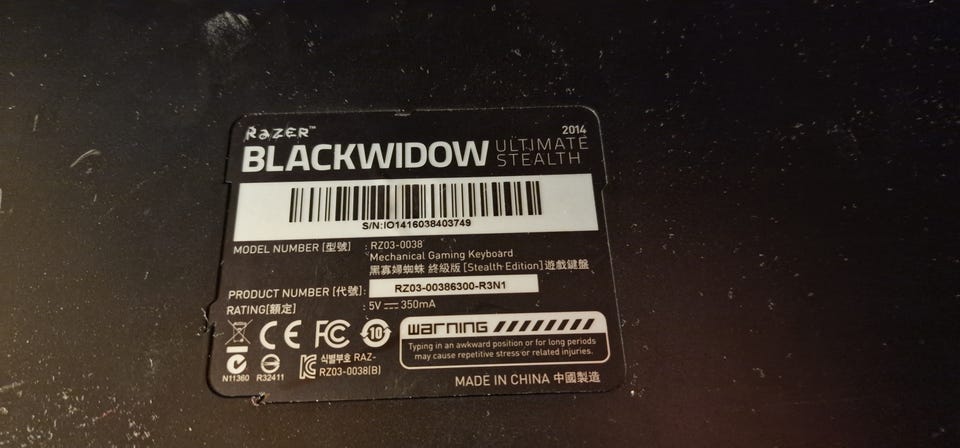 RAZER™
2014
BLACKWIDOW ULTIMATE
STEALTH
S/N:IO1416038403749
MODEL NUMBER [型號] : RZ03-0038
Mechanical Gaming Keyboard
黑寡婦蜘蛛 終級版 [Stealth Edition]遊戲鍵盤
PRODUCT NUMBER [代號]: RZ03-00386300-R3N1
RATING[額定] : 5V ⎓ 350mA
CE FC 10
warning
Typing in an awkward position or for long periods
may cause repetitive stress or related injuries.
식별부호 RAZ-
RZ03-0038(B)
N11360 R32411
MADE IN CHINA 中國製造